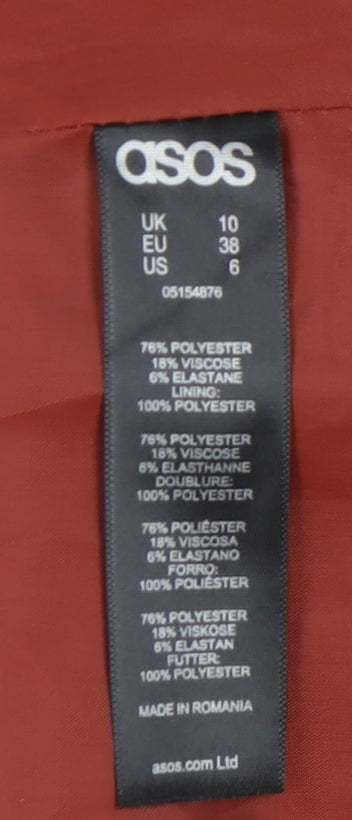 asos
UK 10
EU 38
US 6
05154876
76% POLYESTER
18% VISCOSE
6% ELASTANE
LINING:
100% POLYESTER
76% POLYESTER
18% VISCOSE
6% ELASTHANNE
DOUBLURE:
100% POLYESTER
76% POLIÉSTER
18% VISCOSA
6% ELASTANO
FORRO:
100% POLIÉSTER
76% POLYESTER
18% VISKOSE
6% ELASTAN
FUTTER:
100% POLYESTER
MADE IN ROMANIA
asos.com Ltd